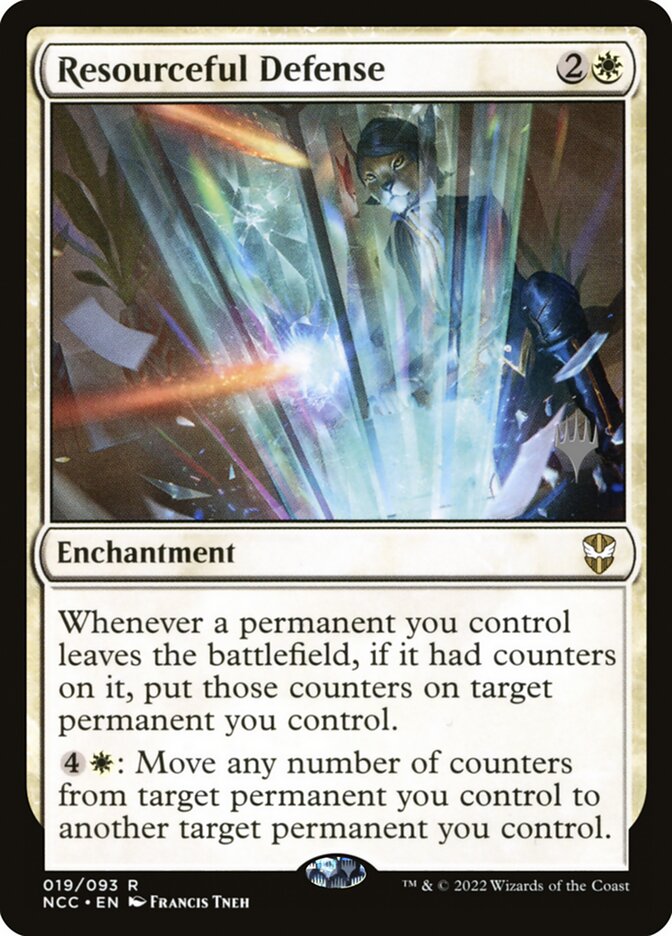 Resourceful Defense 2
Enchantment
Whenever a permanent you control
leaves the battlefield, if it had counters
on it, put those counters on target
permanent you control.
4: Move any number of counters
from target permanent you control to
another target permanent you control.
019/093 R
NCC • EN Francis Tneh
™ & © 2022 Wizards of the Coast